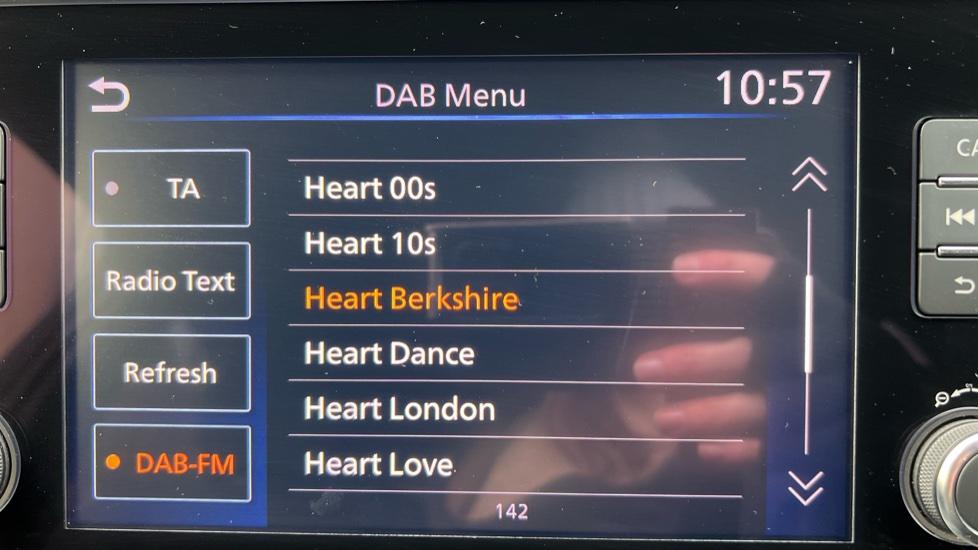 DAB Menu
10:57
TA
Radio Text
Refresh
DAB-FM
Heart 00s
Heart 10s
Heart Berkshire
Heart Dance
Heart London
Heart Love
142
CA